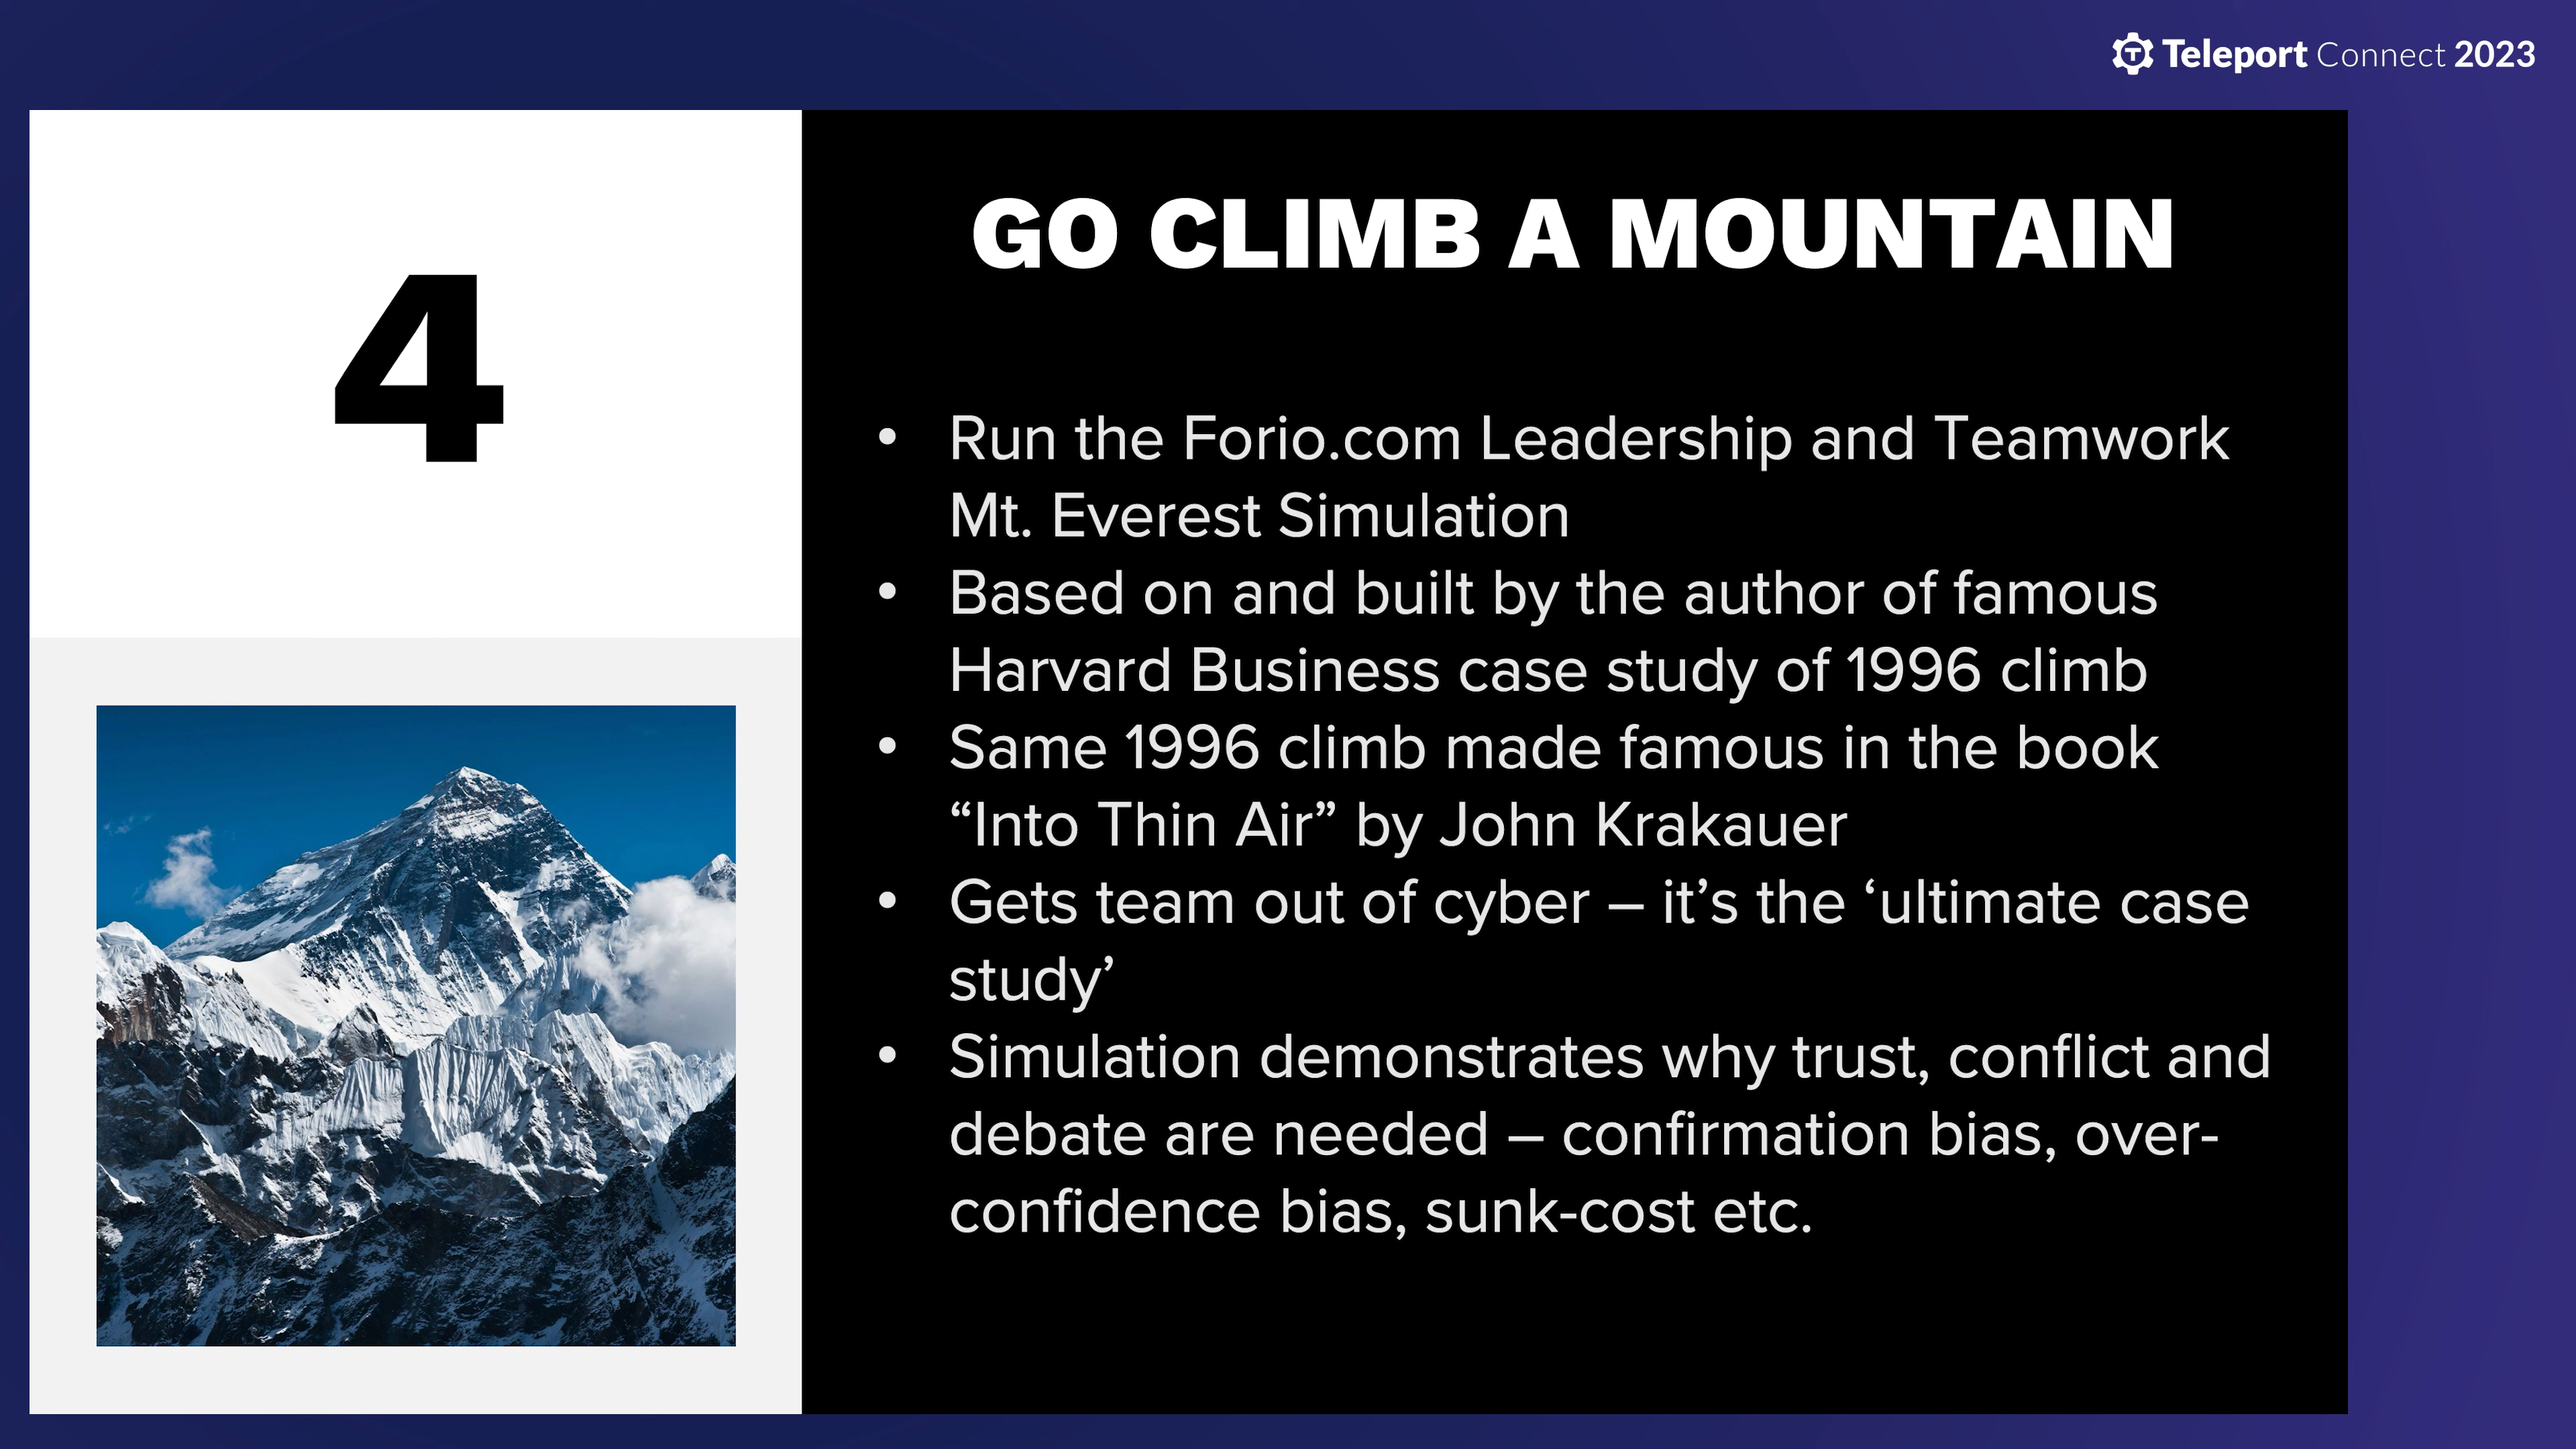 Teleport Connect 2023
4
GO CLIMB A MOUNTAIN
• Run the Forio.com Leadership and Teamwork
Mt. Everest Simulation
• Based on and built by the author of famous
Harvard Business case study of 1996 climb
• Same 1996 climb made famous in the book
“Into Thin Air” by John Krakauer
• Gets team out of cyber – it’s the ‘ultimate case
study’
• Simulation demonstrates why trust, conflict and
debate are needed – confirmation bias, over-
confidence bias, sunk-cost etc.